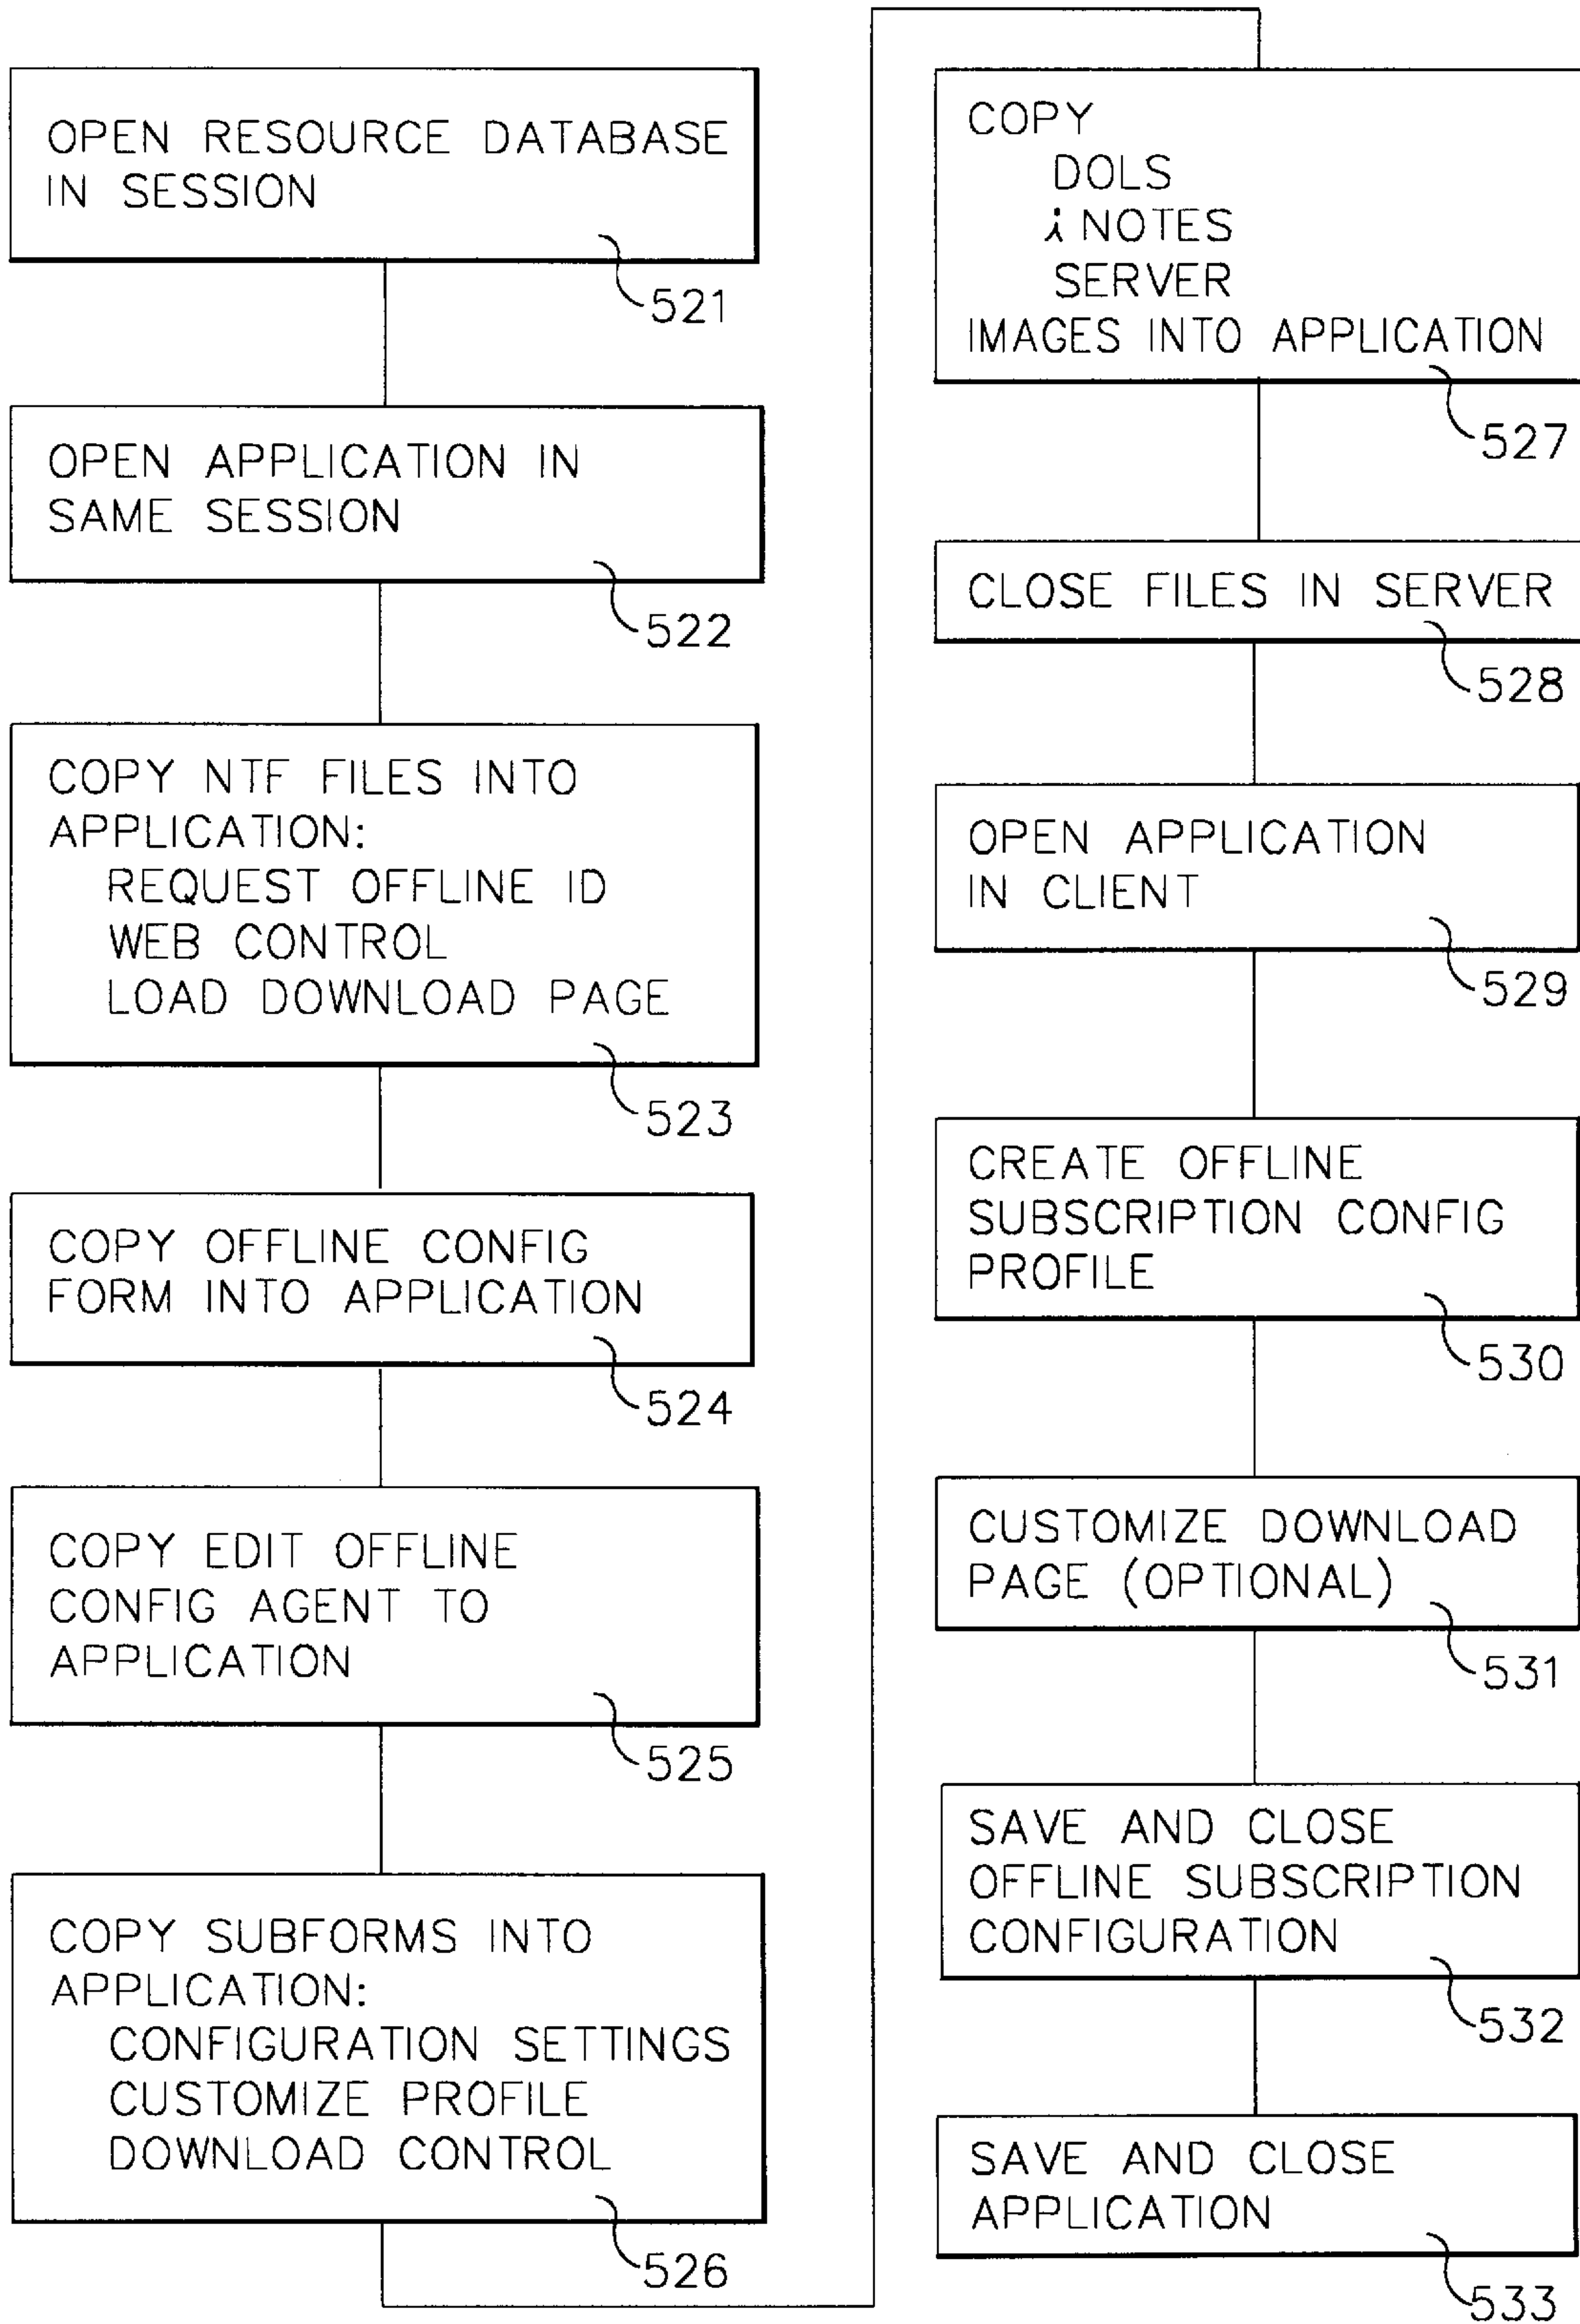 OPEN RESOURCE DATABASE
IN SESSION
521
OPEN APPLICATION IN
SAME SESSION
522
COPY NTF FILES INTO
APPLICATION:
REQUEST OFFLINE ID
WEB CONTROL
LOAD DOWNLOAD PAGE
523
COPY OFFLINE CONFIG
FORM INTO APPLICATION
524
COPY EDIT OFFLINE
CONFIG AGENT TO
APPLICATION
525
COPY SUBFORMS INTO
APPLICATION:
CONFIGURATION SETTINGS
CUSTOMIZE PROFILE
DOWNLOAD CONTROL
526
COPY
DOLS
i NOTES
SERVER
IMAGES INTO APPLICATION
527
CLOSE FILES IN SERVER
528
OPEN APPLICATION
IN CLIENT
529
CREATE OFFLINE
SUBSCRIPTION CONFIG
PROFILE
530
CUSTOMIZE DOWNLOAD
PAGE (OPTIONAL)
531
SAVE AND CLOSE
OFFLINE SUBSCRIPTION
CONFIGURATION
532
SAVE AND CLOSE
APPLICATION
533